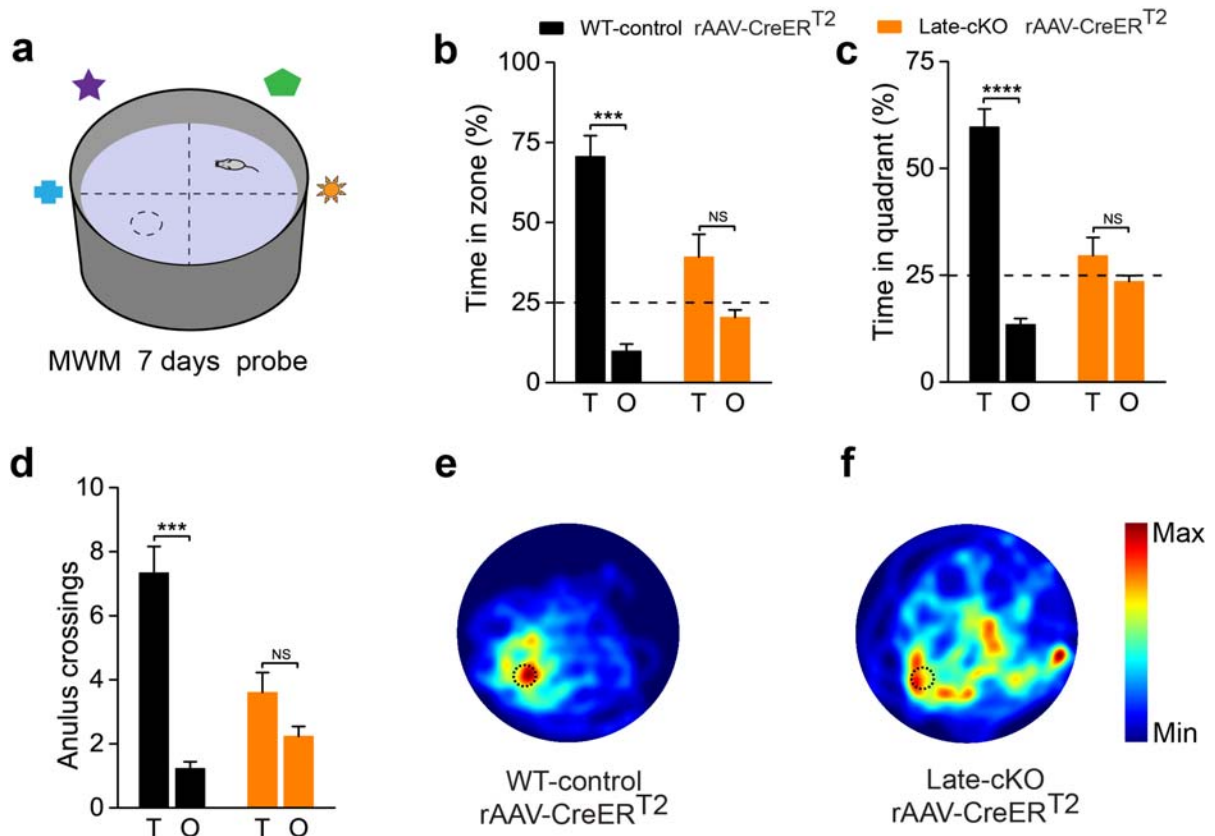 WT-control rAAV-CreER^T2 Late-cKO rAAV-CreER^T2
a
MWM 7 days probe
b
Time in zone (%)
100
75
50
25
0
***
NS
T O T O
c
Time in quadrant (%)
75
50
25
0
****
NS
T O T O
d
Anulus crossings
10
8
6
4
2
0
***
NS
T O T O
e
WT-control
rAAV-CreER^T2
f
Late-cKO
rAAV-CreER^T2
Max
Min